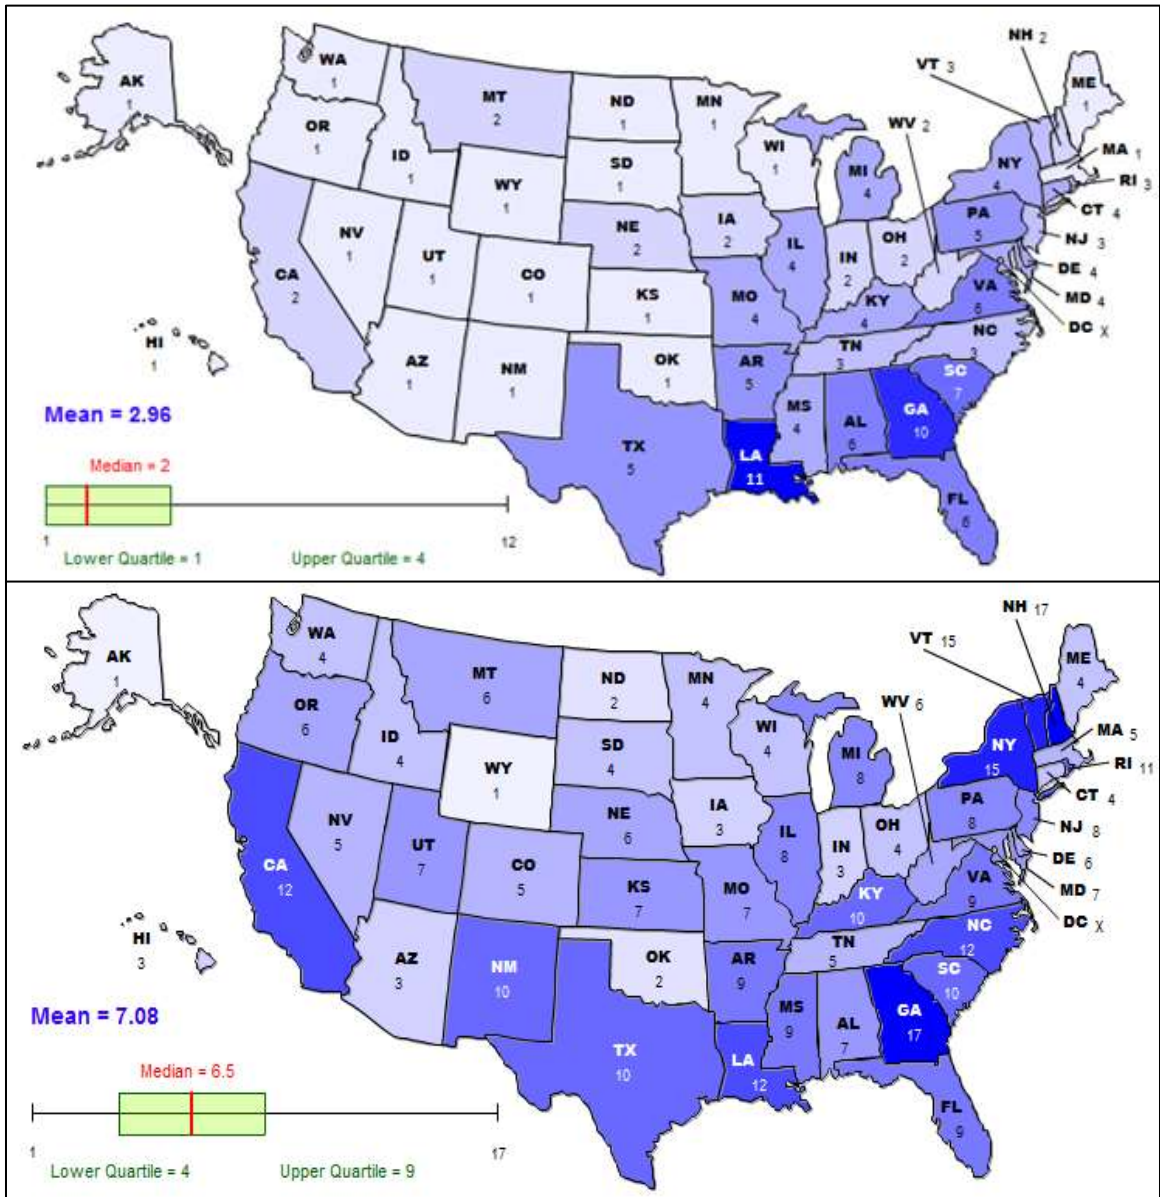 NH 2
VT 3
WA
1
AK
1
MT
2
ND
1
MN
1
ME
1
OR
1
ID
1
WV 2
WI
1
MA 1
SD
1
MI
4
NY
4
RI 3
WY
1
CT 4
IA
2
PA
5
NV
1
NE
2
OH
2
NJ 3
IL
4
IN
2
UT
1
DE 4
CA
2
CO
1
VA
6
MD 4
KS
1
MO
4
KY
4
DC X
HI
1
TN
3
NC
3
AZ
1
NM
1
OK
1
AR
5
SC
7
Mean = 2.96
MS
4
AL
6
GA
10
TX
5
LA
11
Median = 2
FL
6
1
12
Lower Quartile = 1
Upper Quartile = 4
NH 17
VT 15
WA
4
AK
1
MT
6
ND
2
MN
4
ME
4
OR
6
ID
4
WV 6
WI
4
MA 5
SD
4
MI
8
NY
15
RI 11
WY
1
CT 4
IA
3
PA
8
NV
5
NE
6
OH
4
NJ 8
IL
8
IN
3
UT
7
DE 6
CA
12
CO
5
VA
9
MD 7
KS
7
MO
7
KY
10
DC X
HI
3
TN
5
NC
12
AZ
3
NM
10
OK
2
AR
9
SC
10
Mean = 7.08
MS
9
AL
7
GA
17
TX
10
LA
12
Median = 6.5
FL
9
1
17
Lower Quartile = 4
Upper Quartile = 9